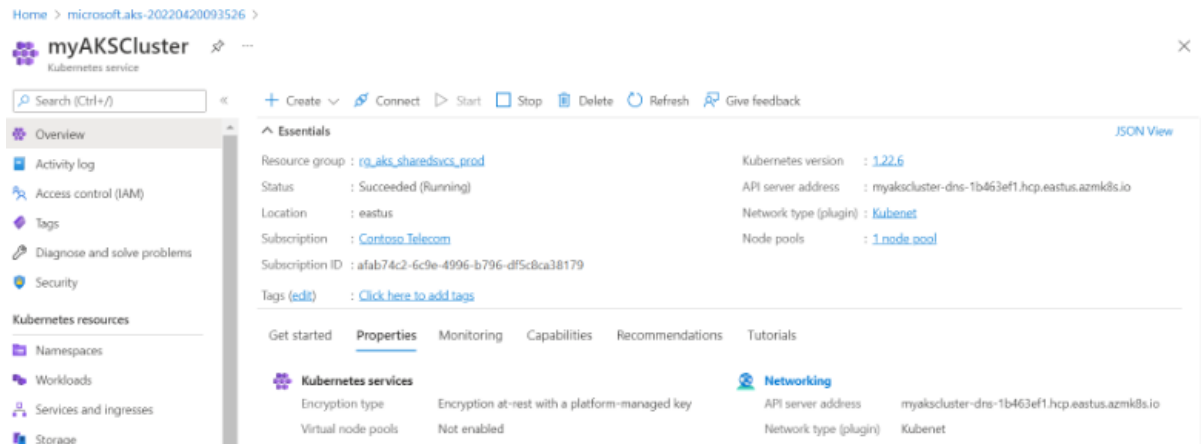 Home > microsoft.aks-20220420093526 >
myAKSCluster ...
Kubernetes service
Search (Ctrl+/)
Overview
Activity log
Access control (IAM)
Tags
Diagnose and solve problems
Security
Kubernetes resources
Namespaces
Workloads
Services and ingresses
Storage
Create Connect Start Stop Delete Refresh Give feedback
Essentials JSON View
Resource group : rg_aks_sharedsvcs_prod
Status : Succeeded (Running)
Location : eastus
Subscription : Contoso Telecom
Subscription ID : afab74c2-6c9e-4996-b796-df5c8ca38179
Tags (edit) : Click here to add tags
Kubernetes version : 1.22.6
API server address : myakscluster-dns-1b463ef1.hcp.eastus.azmk8s.io
Network type (plugin) : Kubenet
Node pools : 1 node pool
Get started Properties Monitoring Capabilities Recommendations Tutorials
Kubernetes services
Encryption type Encryption at-rest with a platform-managed key
Virtual node pools Not enabled
Networking
API server address myakscluster-dns-1b463ef1.hcp.eastus.azmk8s.io
Network type (plugin) Kubenet